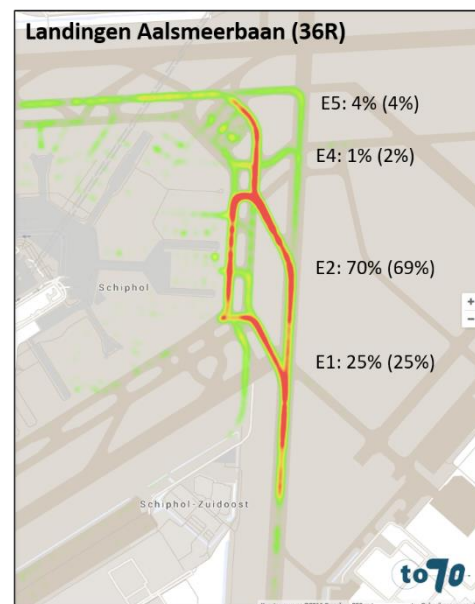 Landingen Aalsmeerbaan (36R)
E5: 4% (4%)
E4: 1% (2%)
E2: 70% (69%)
Schiphol
+
−
E1: 25% (25%)
Schiphol-Zuidoost
to70